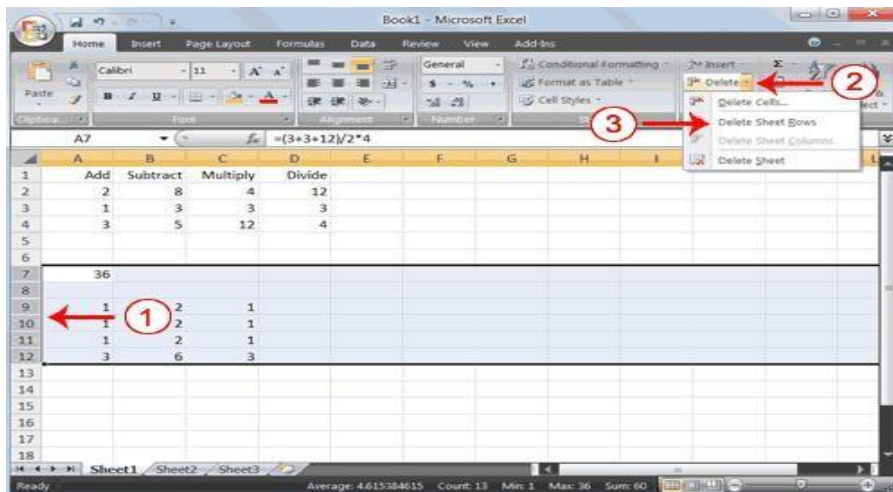 Book1 - Microsoft Excel
Home Insert Page Layout Formulas Data Review View Add-Ins
Paste
Calibri 11 A A
B I U A
General
$ % ,
Conditional Formatting
Format as Table
Cell Styles
Insert
Delete
Σ
2
Delete Cells...
3
Delete Sheet Rows
Delete Sheet Columns
Delete Sheet
Font Alignment Number
A7 fx =(3+3+12)/2*4
A B C D E F G H I
1 Add Subtract Multiply Divide
2 2 8 4 12
3 1 3 3 3
4 3 5 12 4
5
6
7 36
8
9 1 2 1
10 1 2 1
1
11 1 2 1
12 3 6 3
13
14
15
16
17
18
Sheet1 Sheet2 Sheet3
Ready Average: 4.615384615 Count: 13 Min: 1 Max: 36 Sum: 60